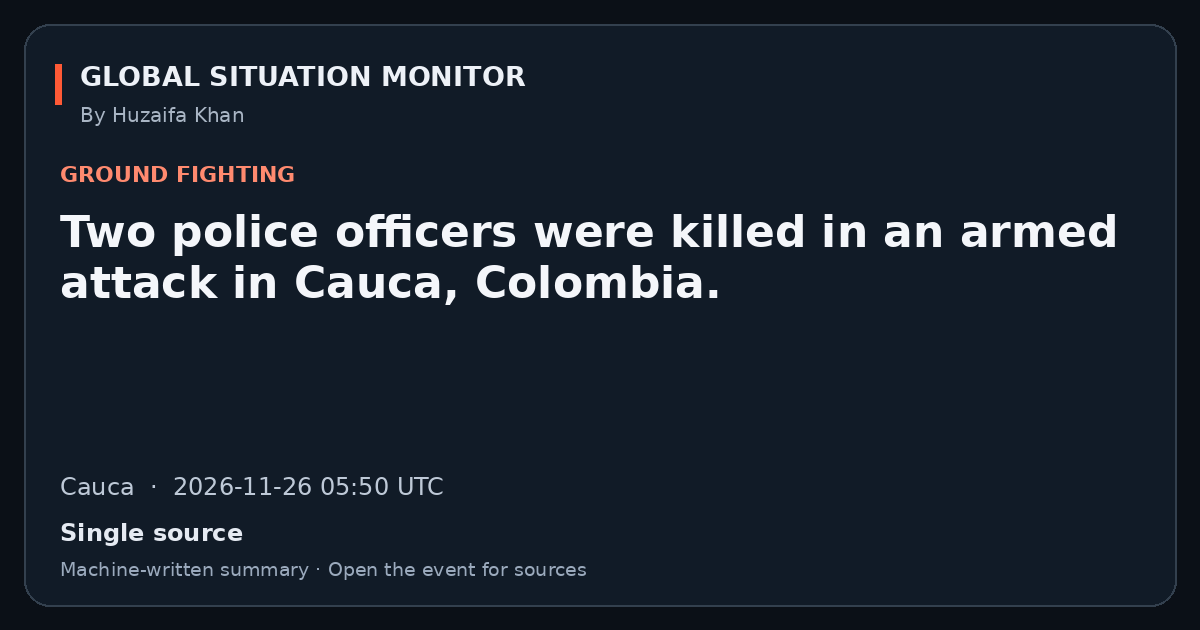 GLOBAL SITUATION MONITOR
By Huzaifa Khan
GROUND FIGHTING
Two police officers were killed in an armed
attack in Cauca, Colombia.
Cauca · 2026-11-26 05:50 UTC
Single source
Machine-written summary · Open the event for sources